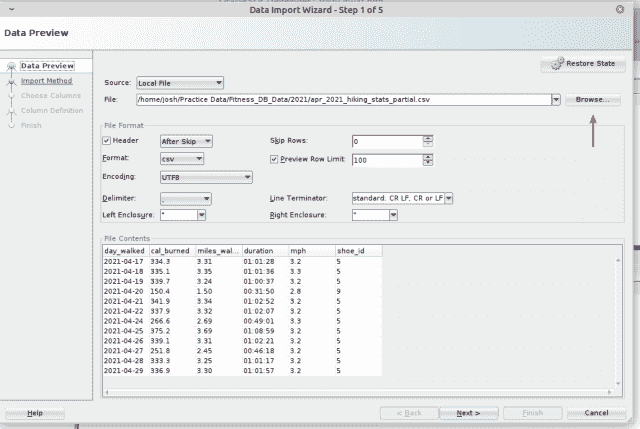 Data Import Wizard - Step 1 of 5
Data Preview
Restore State
Data Preview
Import Method
Choose Columns
Column Definition
Finish
Source: Local File
File: /home/josh/Practice Data/Fitness_DB_Data/2021/apr_2021_hiking_stats_partial.csv Browse...
File Format
Header After Skip Skip Rows: 0
Format: csv Preview Row Limit: 100
Encoding: UTF8
Delimiter: , Line Terminator: standard: CR LF, CR or LF
Left Enclosure: " Right Enclosure: "
File Contents
day_walked cal_burned miles_wal... duration mph shoe_id
2021-04-17 334.3 3.31 01:01:28 3.2 5
2021-04-18 335.1 3.35 01:01:36 3.3 5
2021-04-19 339.7 3.24 01:00:37 3.2 5
2021-04-20 150.4 1.50 00:31:50 2.8 9
2021-04-21 341.9 3.34 01:02:52 3.2 5
2021-04-22 337.9 3.32 01:02:07 3.2 5
2021-04-24 266.6 2.69 00:49:01 3.3 5
2021-04-25 375.2 3.69 01:08:59 3.2 5
2021-04-26 339.1 3.31 01:02:21 3.2 5
2021-04-27 251.8 2.45 00:46:18 3.2 5
2021-04-28 333.3 3.25 01:01:17 3.2 5
2021-04-29 336.9 3.30 01:01:57 3.2 5
Help < Back Next > Finish Cancel